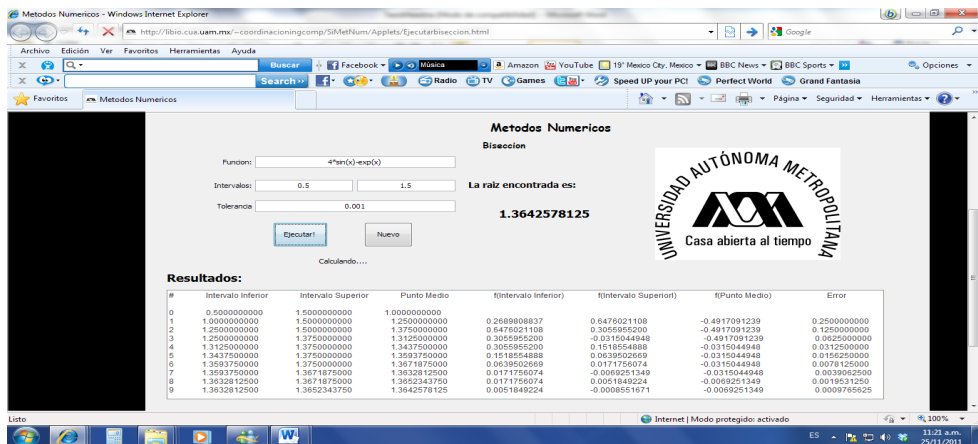 Metodos Numericos - Windows Internet Explorer
http://libio.cua.uam.mx/~coordinacioningcomp/SiMetNum/Applets/Ejecutarbiseccion.html
Google
Archivo Edición Ver Favoritos Herramientas Ayuda
Buscar Facebook Música Amazon YouTube 19° Mexico City, Mexico BBC News BBC Sports Opciones
Search Radio TV Games Speed UP your PC! Perfect World Grand Fantasia
Favoritos Metodos Numericos Página Seguridad Herramientas
Metodos Numericos
Biseccion
Funcion: 4*sin(x)-exp(x)
Intervalos: 0.5 1.5 La raiz encontrada es:
Tolerancia 0.001
1.3642578125
Ejecutar! Nuevo
Calculando....
UNIVERSIDAD AUTÓNOMA METROPOLITANA
Casa abierta al tiempo
Resultados:
# Intervalo Inferior Intervalo Superior Punto Medio f(Intervalo Inferior) f(Intervalo Superiorl) f(Punto Medio) Error
0 0.5000000000 1.5000000000 1.0000000000
1 1.0000000000 1.5000000000 1.2500000000 0.2689808837 0.6476021108 -0.4917091239 0.2500000000
2 1.2500000000 1.5000000000 1.3750000000 0.6476021108 0.3055955200 -0.4917091239 0.1250000000
3 1.2500000000 1.3750000000 1.3125000000 0.3055955200 -0.0315044948 -0.4917091239 0.0625000000
4 1.3125000000 1.3750000000 1.3437500000 0.3055955200 0.1518554888 -0.0315044948 0.0312500000
5 1.3437500000 1.3750000000 1.3593750000 0.1518554888 0.0639502669 -0.0315044948 0.0156250000
6 1.3593750000 1.3750000000 1.3671875000 0.0639502669 0.0171756074 -0.0315044948 0.0078125000
7 1.3593750000 1.3671875000 1.3632812500 0.0171756074 -0.0069251349 -0.0315044948 0.0039062500
8 1.3632812500 1.3671875000 1.3652343750 0.0171756074 0.0051849224 -0.0069251349 0.0019531250
9 1.3632812500 1.3652343750 1.3642578125 0.0051849224 -0.0008551671 -0.0069251349 0.0009765625
Listo Internet | Modo protegido: activado 100%
ES 11:21 a.m.
25/11/2013